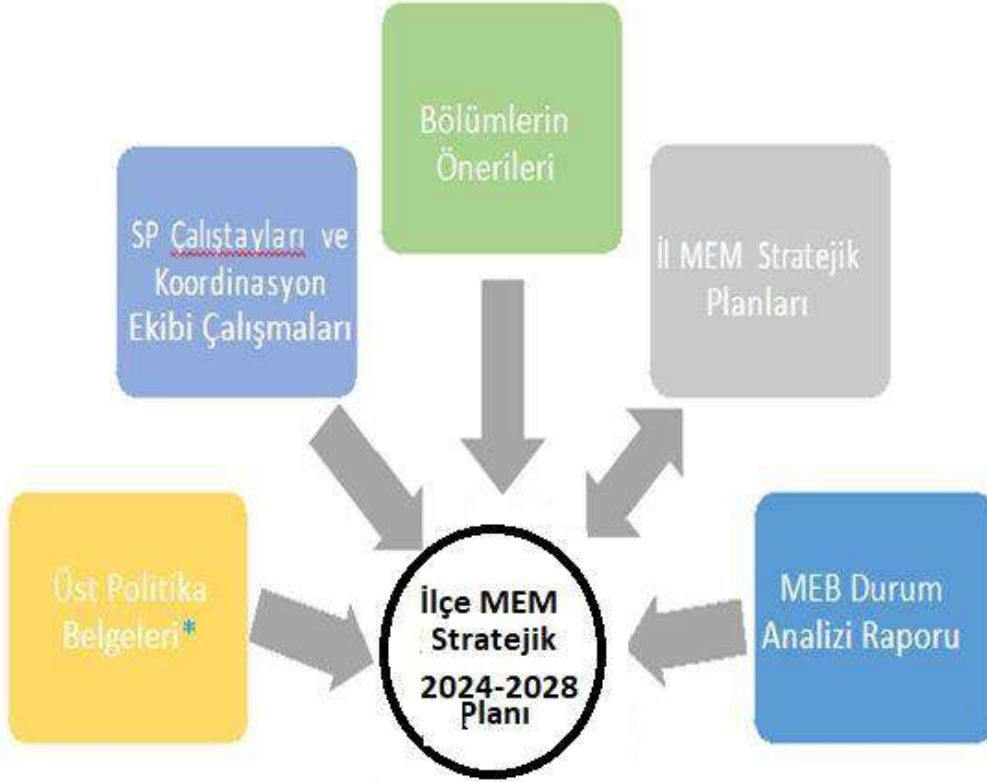 Bölümlerin
Önerileri
SP Çalıştayları ve
Koordinasyon
Ekibi Çalışmaları
İl MEM Stratejik
Planları
Üst Politika
Belgeleri*
MEB Durum
Analizi Raporu
İlçe MEM
Stratejik
2024-2028
Planı